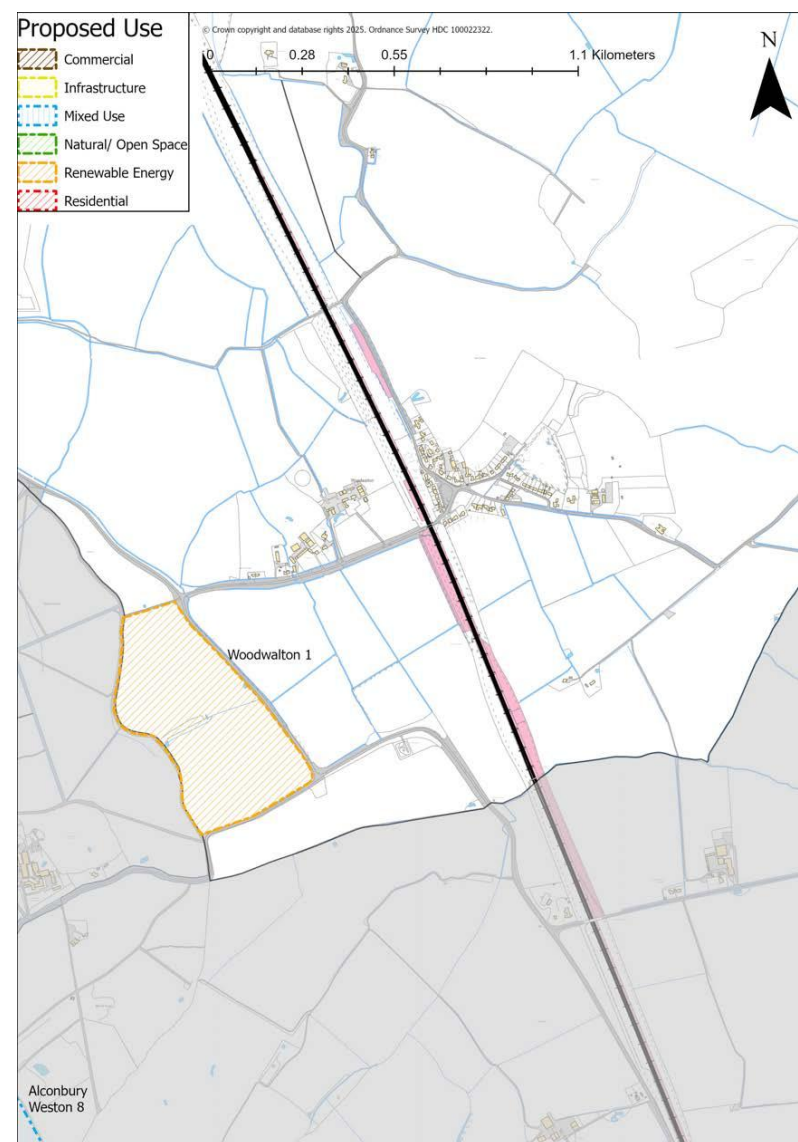 Proposed Use
Commercial
Infrastructure
Mixed Use
Natural/ Open Space
Renewable Energy
Residential
© Crown copyright and database rights 2025. Ordnance Survey HDC 100022322.
0 0.28 0.55 1.1 Kilometers
N
Woodwalton 1
Alconbury
Weston 8